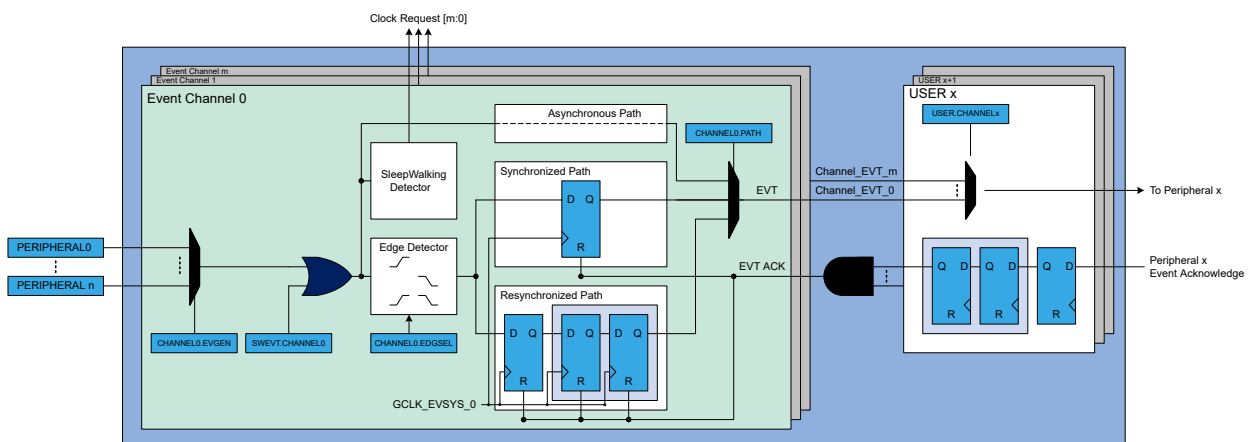 Clock Request [m:0]
Event Channel m
Event Channel 1
Event Channel 0
USER x+1
USER x
Asynchronous Path
CHANNEL0.PATH
USER.CHANNELx
SleepWalking
Detector
Synchronized Path
D Q
R
EVT
Channel_EVT_m
Channel_EVT_0
To Peripheral x
PERIPHERAL0
PERIPHERAL n
Edge Detector
EVT ACK
Q D
R
Q D
R
Q D
R
Peripheral x
Event Acknowledge
Resynchronized Path
D Q
R
D Q
R
D Q
R
CHANNEL0.EVGEN
SWEVT.CHANNEL0
CHANNEL0.EDGSEL
GCLK_EVSYS_0